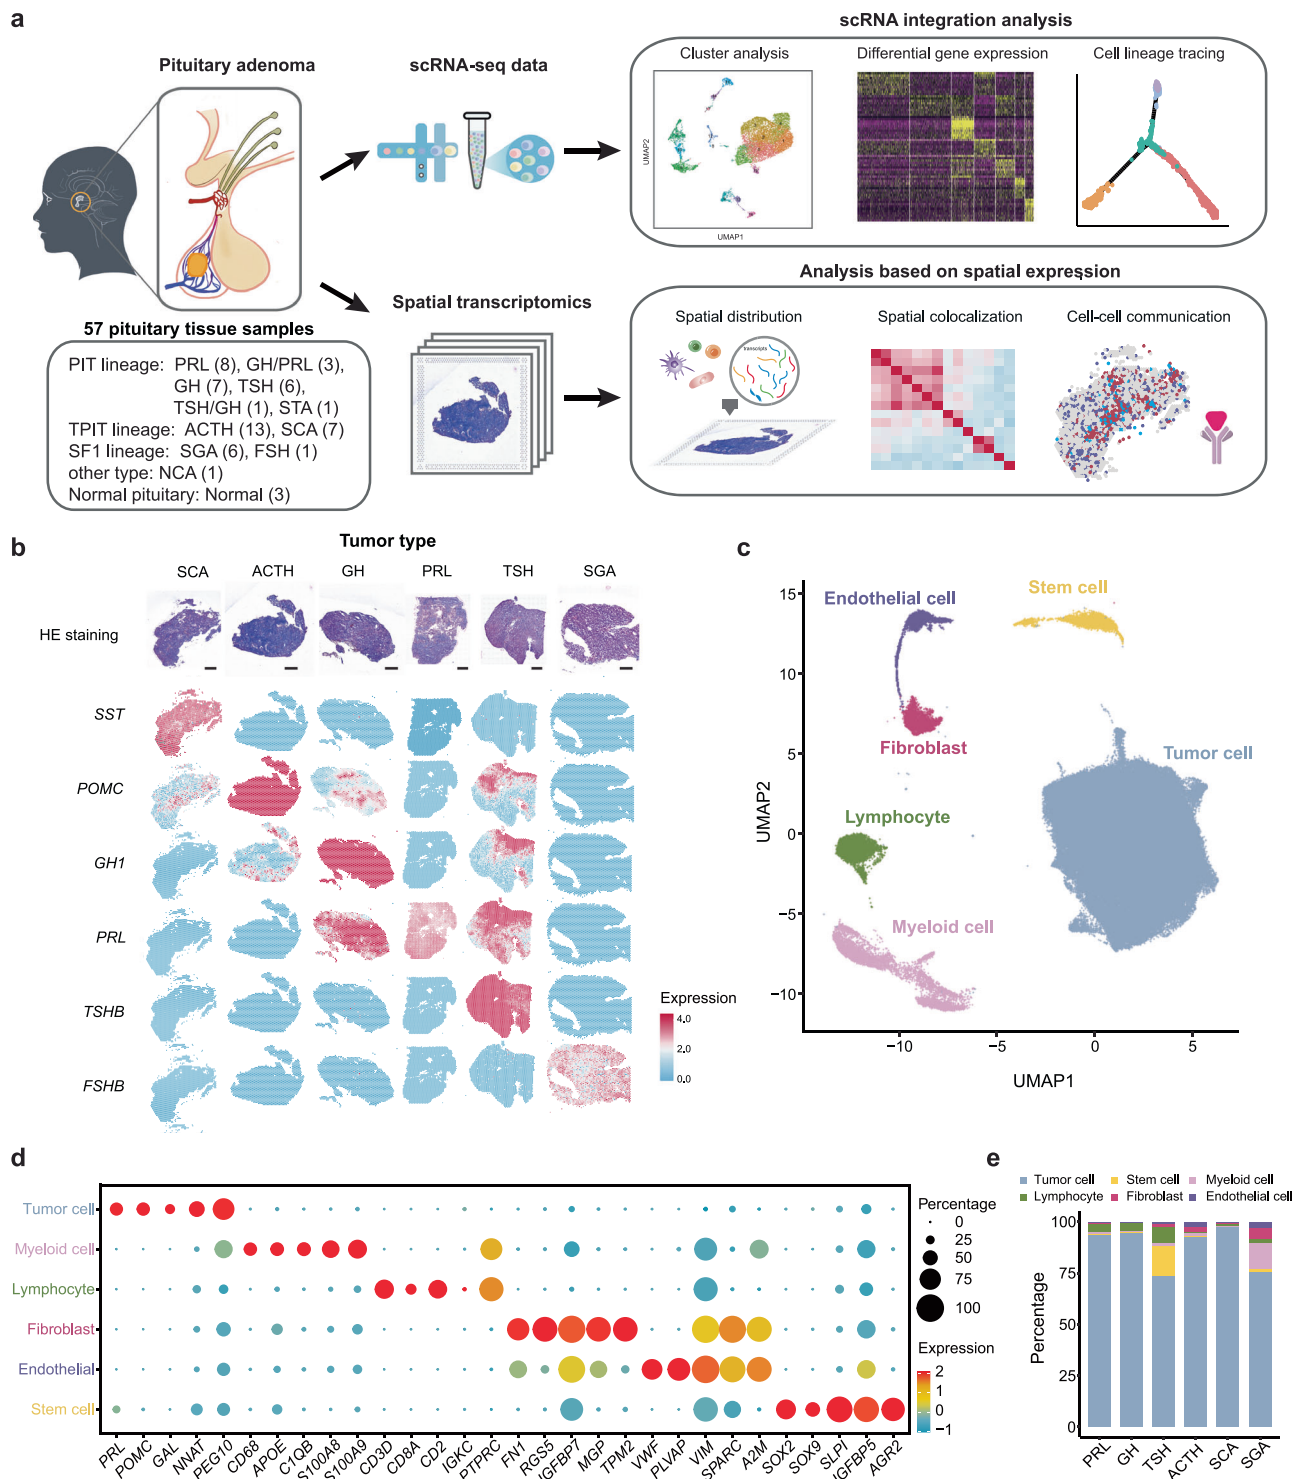 a
scRNA integration analysis
Pituitary adenoma
scRNA-seq data
Cluster analysis
Differential gene expression
Cell lineage tracing
UMAP2
UMAP1
Analysis based on spatial expression
Spatial transcriptomics
57 pituitary tissue samples
PIT lineage: PRL (8), GH/PRL (3),
GH (7), TSH (6),
TSH/GH (1), STA (1)
TPIT lineage: ACTH (13), SCA (7)
SF1 lineage: SGA (6), FSH (1)
other type: NCA (1)
Normal pituitary: Normal (3)
Spatial distribution
transcripts
Spatial colocalization
Cell-cell communication
b
Tumor type
SCA ACTH GH PRL TSH SGA
HE staining
SST
POMC
GH1
PRL
TSHB
FSHB
Expression
4.0
2.0
0.0
c
Endothelial cell
Stem cell
Fibroblast
Tumor cell
Lymphocyte
Myeloid cell
15
10
5
0
−5
−10
UMAP2
−10 −5 0 5
UMAP1
d
Tumor cell
Myeloid cell
Lymphocyte
Fibroblast
Endothelial
Stem cell
PRL POMC GAL NNAT PEG10 CD68 APOE C1QB S100A8 S100A9 CD3D CD8A CD2 IGKC PTPRC FN1 RGS5 IGFBP7 MGP TPM2 VWF PLVAP VIM SPARC A2M SOX2 SOX9 SLPI IGFBP5 AGR2
Percentage
0
25
50
75
100
Expression
2
1
0
−1
e
Tumor cell Stem cell Myeloid cell
Lymphocyte Fibroblast Endothelial cell
100
75
50
25
0
Percentage
PRL GH TSH ACTH SCA SGA